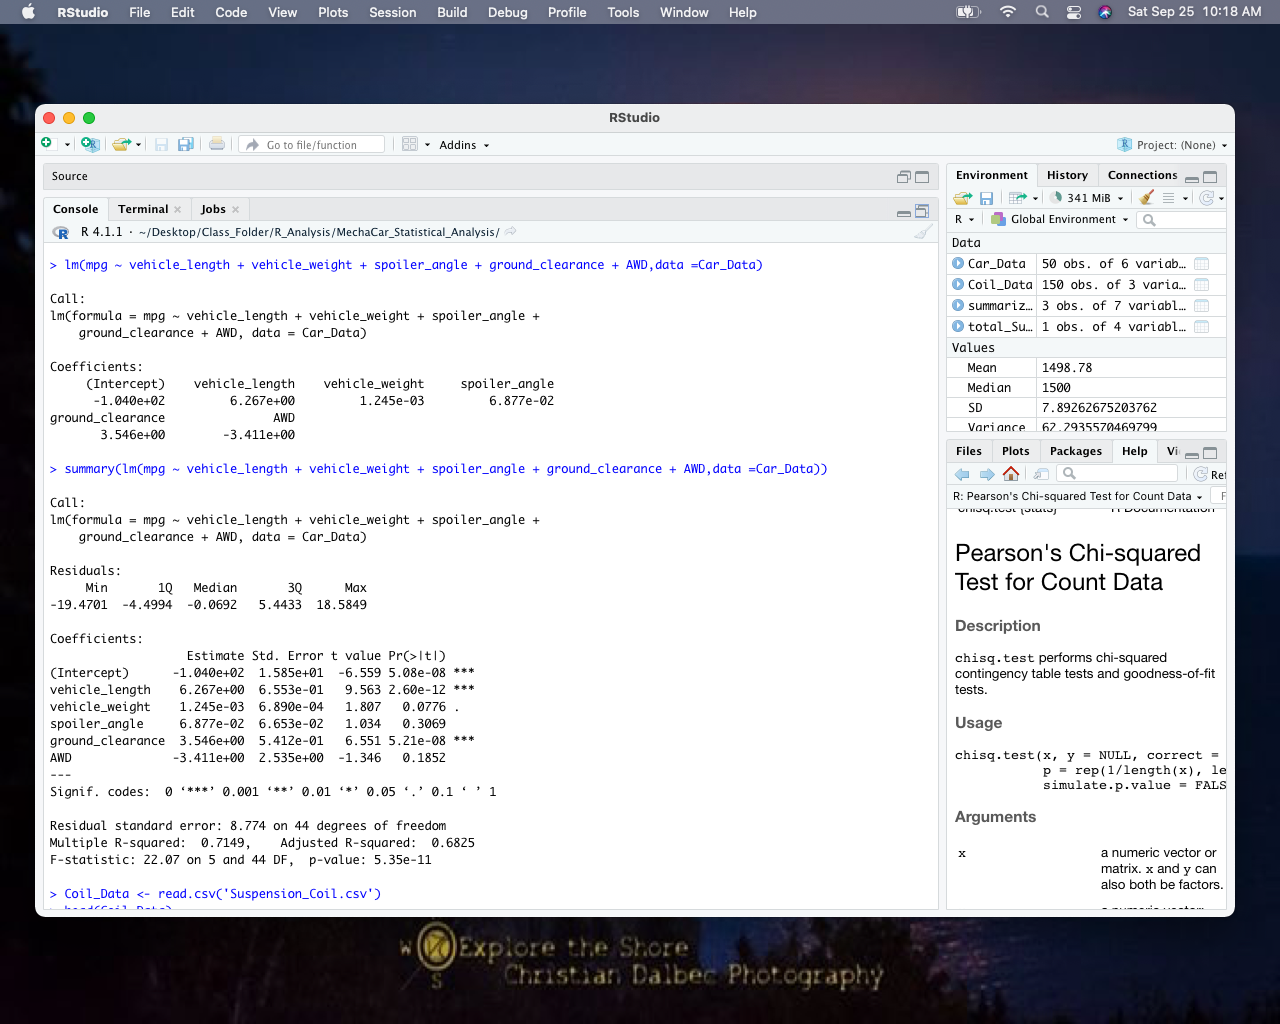 RStudio File Edit Code View Plots Session Build Debug Profile Tools Window Help Sat Sep 25 10:18 AM
RStudio
Go to file/function Addins Project: (None)
Source
Console Terminal Jobs
R 4.1.1 · ~/Desktop/Class_Folder/R_Analysis/MechaCar_Statistical_Analysis/
> lm(mpg ~ vehicle_length + vehicle_weight + spoiler_angle + ground_clearance + AWD,data =Car_Data)
Call:
lm(formula = mpg ~ vehicle_length + vehicle_weight + spoiler_angle +
ground_clearance + AWD, data = Car_Data)
Coefficients:
(Intercept) vehicle_length vehicle_weight spoiler_angle
-1.040e+02 6.267e+00 1.245e-03 6.877e-02
ground_clearance AWD
3.546e+00 -3.411e+00
> summary(lm(mpg ~ vehicle_length + vehicle_weight + spoiler_angle + ground_clearance + AWD,data =Car_Data))
Call:
lm(formula = mpg ~ vehicle_length + vehicle_weight + spoiler_angle +
ground_clearance + AWD, data = Car_Data)
Residuals:
Min 1Q Median 3Q Max
-19.4701 -4.4994 -0.0692 5.4433 18.5849
Coefficients:
Estimate Std. Error t value Pr(>|t|)
(Intercept) -1.040e+02 1.585e+01 -6.559 5.08e-08 ***
vehicle_length 6.267e+00 6.553e-01 9.563 2.60e-12 ***
vehicle_weight 1.245e-03 6.890e-04 1.807 0.0776 .
spoiler_angle 6.877e-02 6.653e-02 1.034 0.3069
ground_clearance 3.546e+00 5.412e-01 6.551 5.21e-08 ***
AWD -3.411e+00 2.535e+00 -1.346 0.1852
---
Signif. codes: 0 ‘***’ 0.001 ‘**’ 0.01 ‘*’ 0.05 ‘.’ 0.1 ‘ ’ 1
Residual standard error: 8.774 on 44 degrees of freedom
Multiple R-squared: 0.7149, Adjusted R-squared: 0.6825
F-statistic: 22.07 on 5 and 44 DF, p-value: 5.35e-11
> Coil_Data <- read.csv('Suspension_Coil.csv')
> head(Coil_Data)
Environment History Connections
341 MiB
R Global Environment
Data
Car_Data 50 obs. of 6 variab…
Coil_Data 150 obs. of 3 varia…
summariz… 3 obs. of 7 variabl…
total_Su… 1 obs. of 4 variabl…
Values
Mean 1498.78
Median 1500
SD 7.89262675203762
Variance 62.2935570469799
Files Plots Packages Help Vi
Ref
R: Pearson's Chi-squared Test for Count Data F
chisq.test {stats} R Documentation
Pearson's Chi-squared
Test for Count Data
Description
chisq.test performs chi-squared
contingency table tests and goodness-of-fit
tests.
Usage
chisq.test(x, y = NULL, correct =
p = rep(1/length(x), le
simulate.p.value = FALS
Arguments
x a numeric vector or
matrix. x and y can
also both be factors.
a numeric vector;
W Explore the Shore
S Christian Dalbec Photography